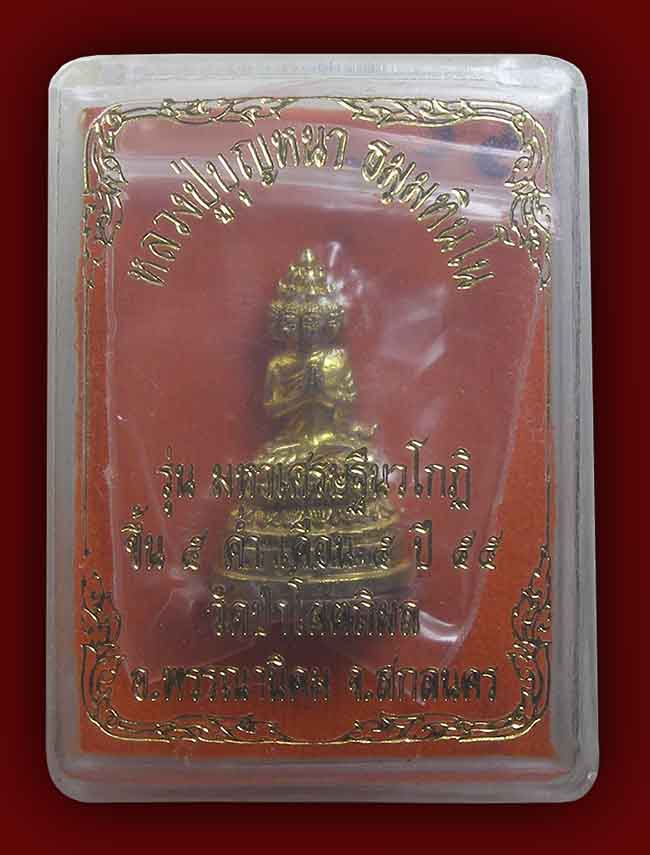 หลวงปู่บุญหนา ธมฺมทินฺโน
รุ่น มหาเศรษฐีนวโกฏิ
ขึ้น ๕ ค่ำ เดือน ๕ ปี ๕๕
วัดป่าโสตถิผล
อ.พรรณานิคม จ.สกลนคร